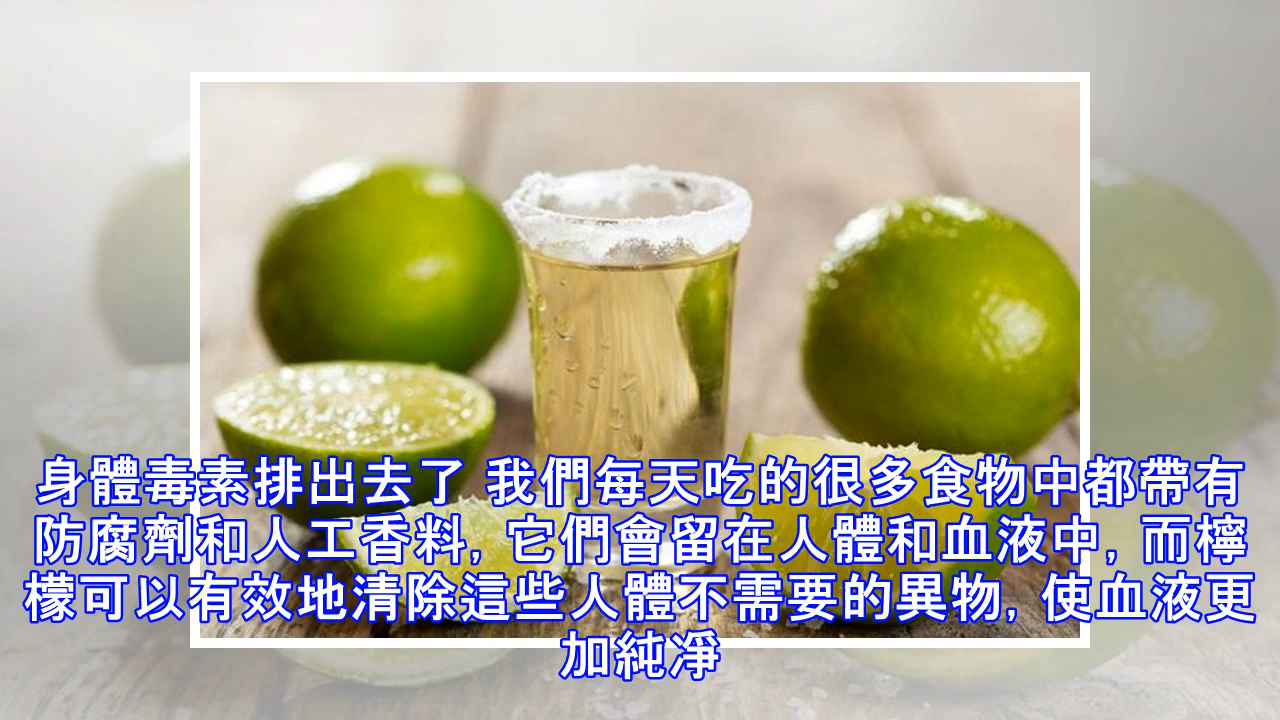 身體毒素排出去了 我們每天吃的很多食物中都帶有
防腐劑和人工香料, 它們會留在人體和血液中, 而檸
檬可以有效地清除這些人體不需要的異物, 使血液更
加純凈